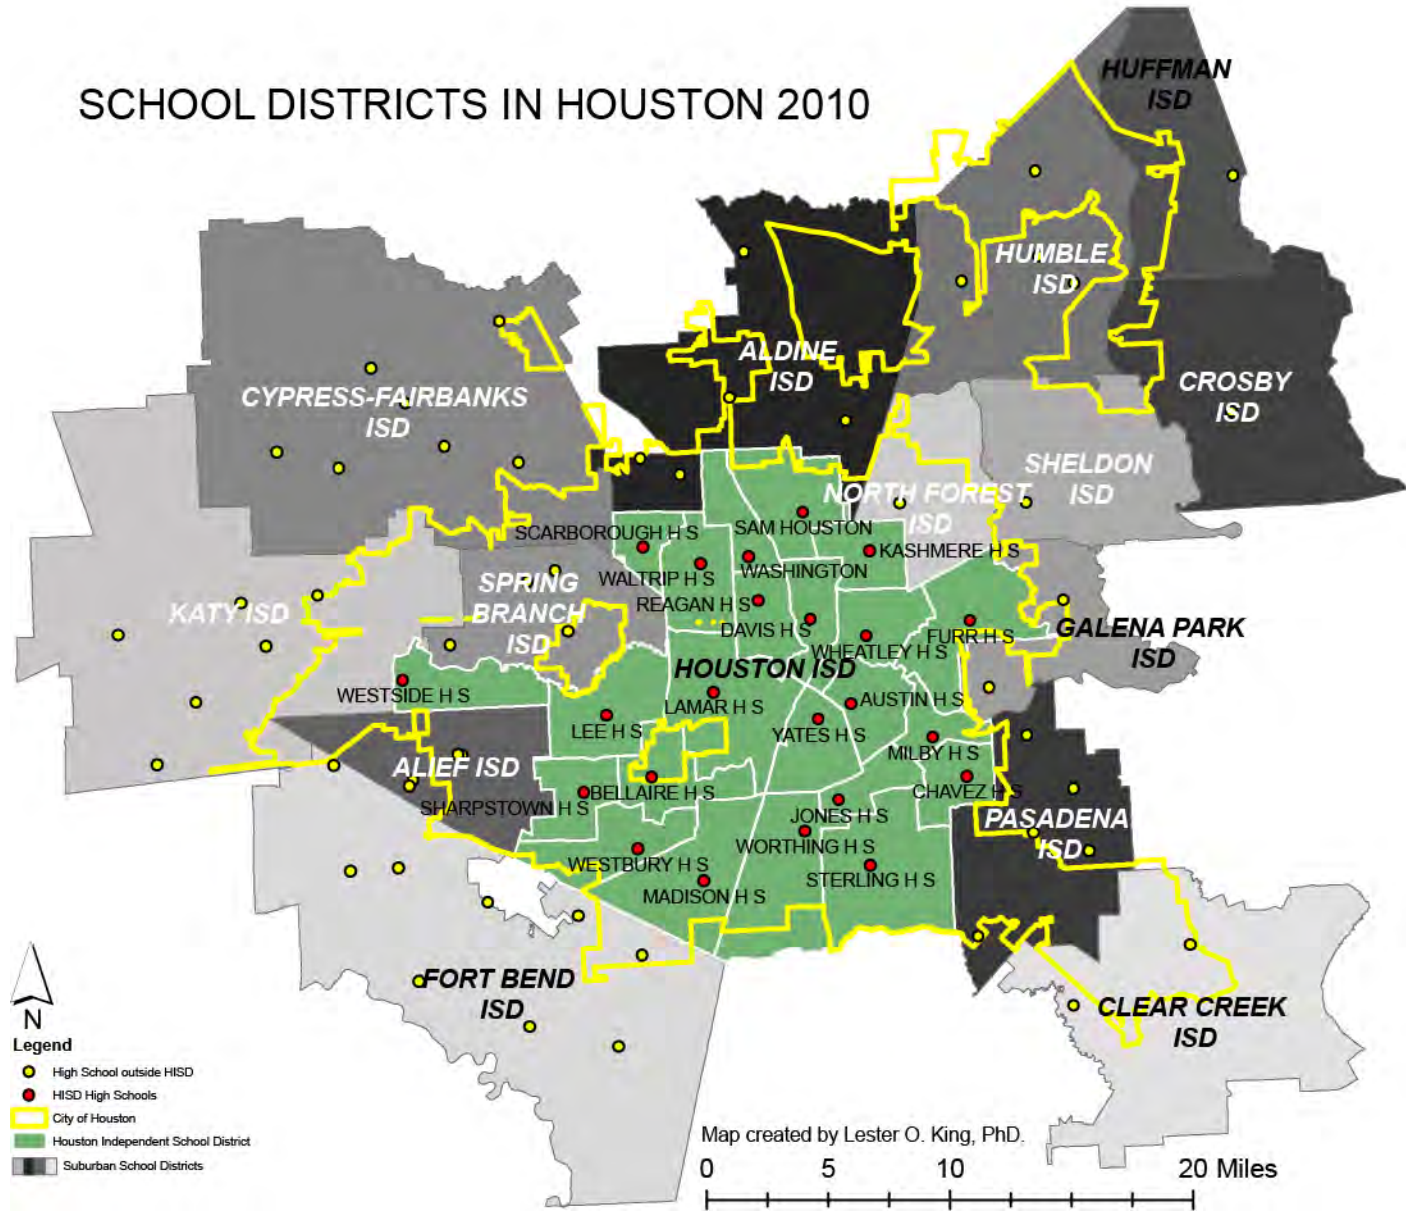 SCHOOL DISTRICTS IN HOUSTON 2010
HUFFMAN
ISD
HUMBLE
ISD
ALDINE
ISD
CROSBY
ISD
CYPRESS-FAIRBANKS
ISD
SHELDON
ISD
NORTH FOREST
ISD
SCARBOROUGH H S
SAM HOUSTON
KASHMERE H S
WALTRIP H S
WASHINGTON
SPRING
BRANCH
ISD
KATY ISD
REAGAN H S
DAVIS H S
FURR H S
GALENA PARK
ISD
WHEATLEY H S
HOUSTON ISD
WESTSIDE H S
LAMAR H S
AUSTIN H S
LEE H S
YATES H S
MILBY H S
ALIEF ISD
SHARPSTOWN H S
BELLAIRE H S
CHAVEZ H S
JONES H S
PASADENA
ISD
WORTHING H S
WESTBURY H S
STERLING H S
MADISON H S
FORT BEND
ISD
CLEAR CREEK
ISD
N
Legend
High School outside HISD
HISD High Schools
City of Houston
Houston Independent School District
Suburban School Districts
Map created by Lester O. King, PhD.
0 5 10 20 Miles